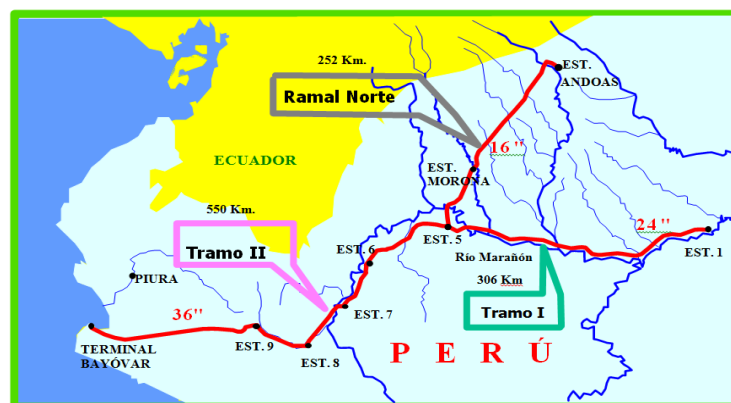 252 Km.
EST.
ANDOAS
Ramal Norte
16"
ECUADOR
EST.
MORONA
550 Km.
24"
Tramo II
EST. 6
EST. 5
EST. 1
Río Marañón
306 Km
PIURA
36"
EST. 7
Tramo I
TERMINAL
BAYÓVAR
EST. 9
EST. 8
PERÚ